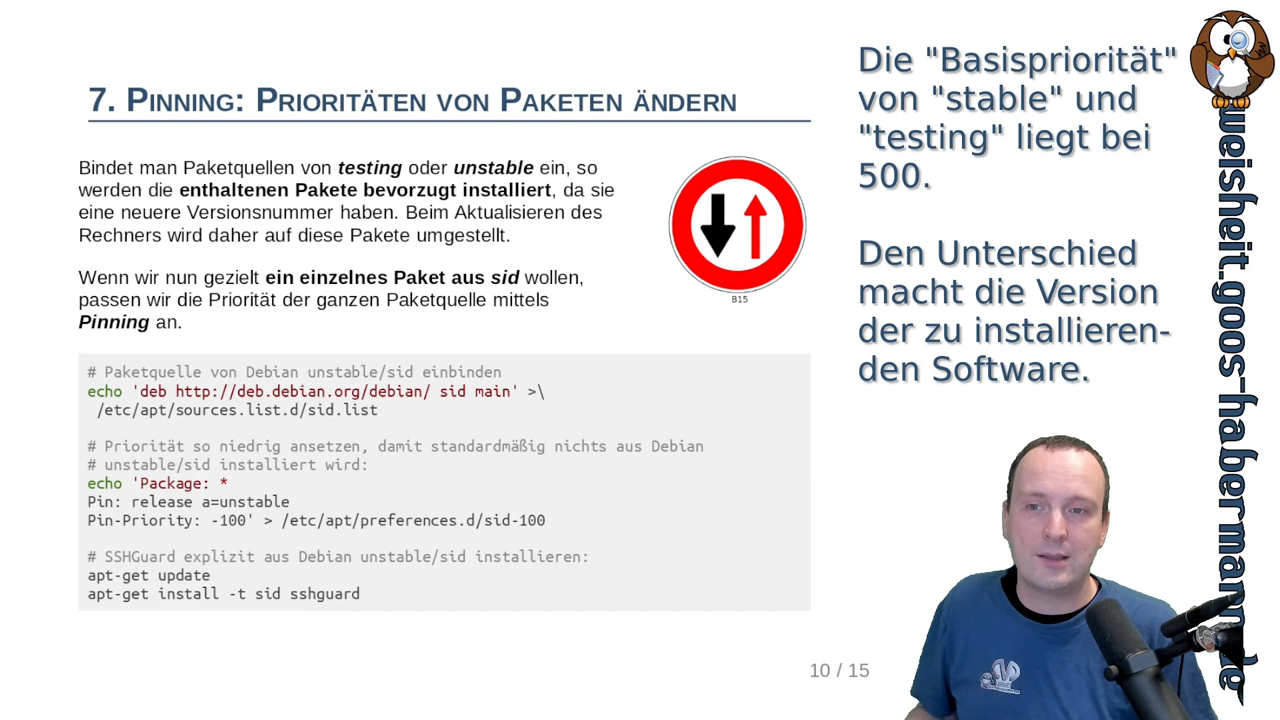 7. Pinning: Prioritäten von Paketen ändern
Bindet man Paketquellen von testing oder unstable ein, so
werden die enthaltenen Pakete bevorzugt installiert, da sie
eine neuere Versionsnummer haben. Beim Aktualisieren des
Rechners wird daher auf diese Pakete umgestellt.
Wenn wir nun gezielt ein einzelnes Paket aus sid wollen,
passen wir die Priorität der ganzen Paketquelle mittels
Pinning an.
B15
# Paketquelle von Debian unstable/sid einbinden
echo 'deb http://deb.debian.org/debian/ sid main' >\
 /etc/apt/sources.list.d/sid.list
# Priorität so niedrig ansetzen, damit standardmäßig nichts aus Debian
# unstable/sid installiert wird:
echo 'Package: *
Pin: release a=unstable
Pin-Priority: -100' > /etc/apt/preferences.d/sid-100
# SSHGuard explizit aus Debian unstable/sid installieren:
apt-get update
apt-get install -t sid sshguard
10 / 15
Die "Basispriorität"
von "stable" und
"testing" liegt bei
500.
Den Unterschied
macht die Version
der zu installieren-
den Software.
weisheit.goos-habermann.de